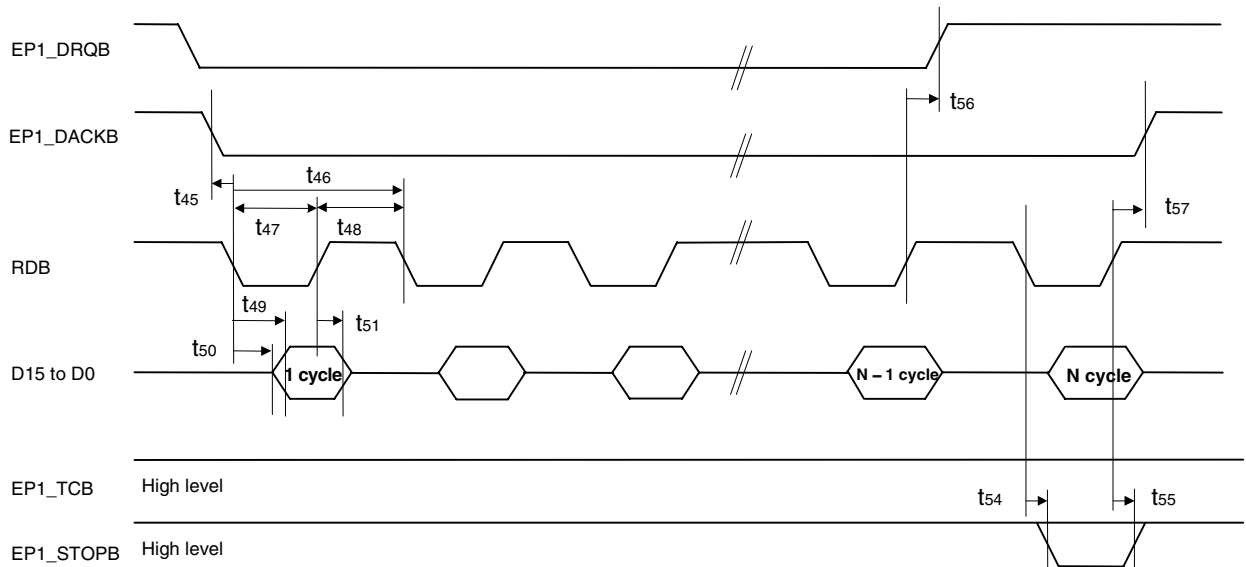 EP1_DRQB
t56
EP1_DACKB
t46
t45
t47
t48
t57
RDB
t49
t51
t50
D15 to D0
1 cycle
N – 1 cycle
N cycle
EP1_TCB
High level
t54
t55
EP1_STOPB
High level